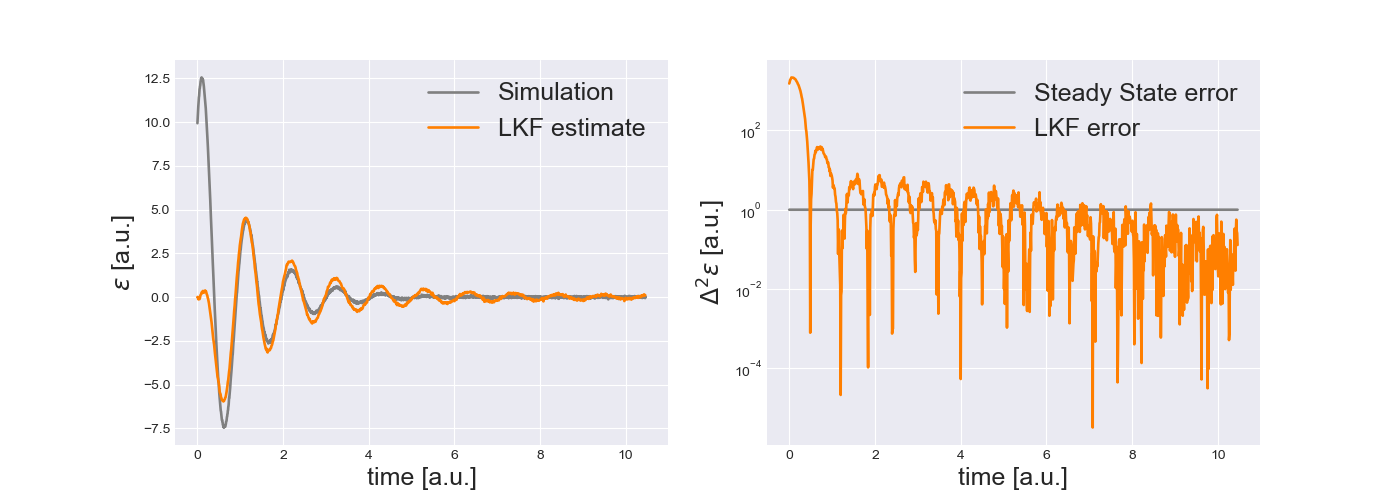 12.5
10.0
7.5
5.0
2.5
0.0
−2.5
−5.0
−7.5
ε [a.u.]
Simulation
LKF estimate
0 2 4 6 8 10
time [a.u.]
10²
10⁰
10⁻²
10⁻⁴
Δ²ε [a.u.]
Steady State error
LKF error
0 2 4 6 8 10
time [a.u.]